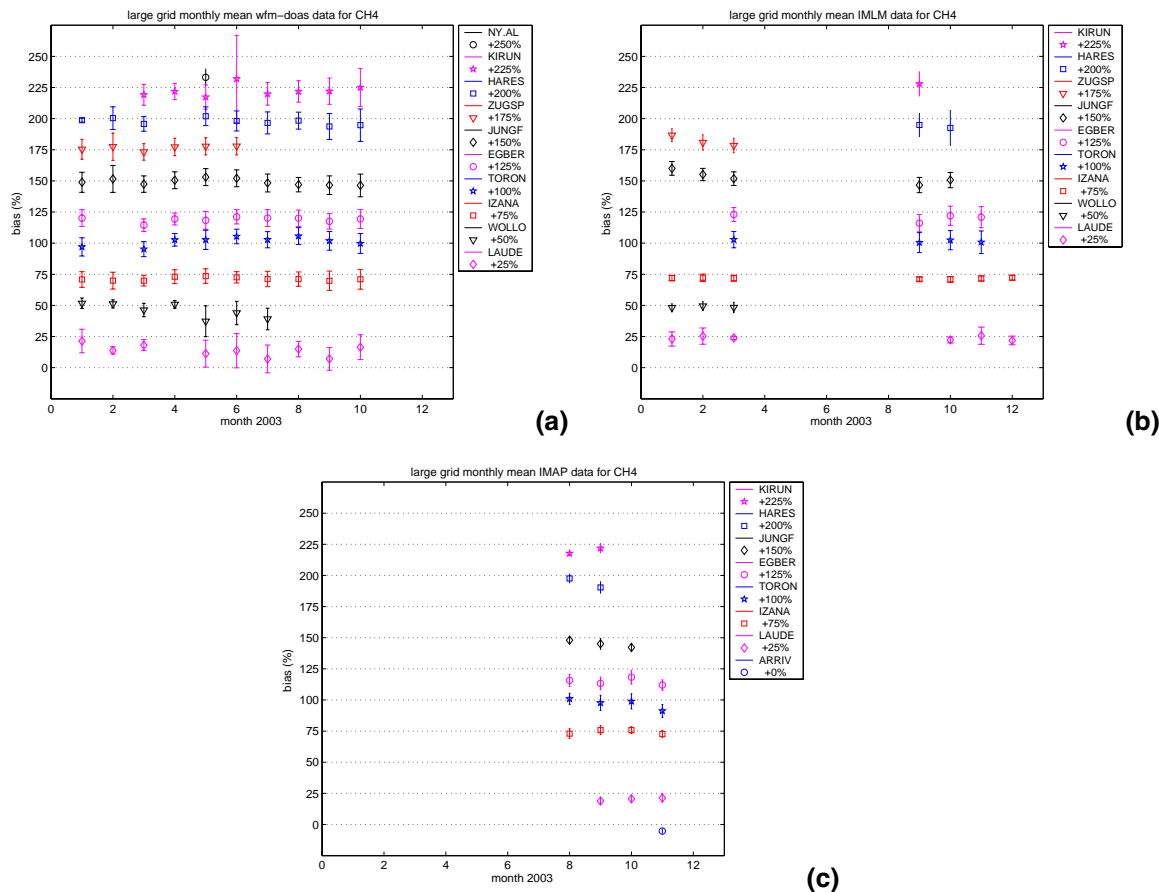 large grid monthly mean wfm−doas data for CH4
bias (%)
250
225
200
175
150
125
100
75
50
25
0
0 2 4 6 8 10 12
month 2003
NY.AL
+250%
KIRUN
+225%
HARES
+200%
ZUGSP
+175%
JUNGF
+150%
EGBER
+125%
TORON
+100%
IZANA
+75%
WOLLO
+50%
LAUDE
+25%
(a)
large grid monthly mean IMLM data for CH4
bias (%)
250
225
200
175
150
125
100
75
50
25
0
0 2 4 6 8 10 12
month 2003
KIRUN
+225%
HARES
+200%
ZUGSP
+175%
JUNGF
+150%
EGBER
+125%
TORON
+100%
IZANA
+75%
WOLLO
+50%
LAUDE
+25%
(b)
large grid monthly mean IMAP data for CH4
bias (%)
250
225
200
175
150
125
100
75
50
25
0
0 2 4 6 8 10 12
month 2003
KIRUN
+225%
HARES
+200%
JUNGF
+150%
EGBER
+125%
TORON
+100%
IZANA
+75%
LAUDE
+25%
ARRIV
+0%
(c)